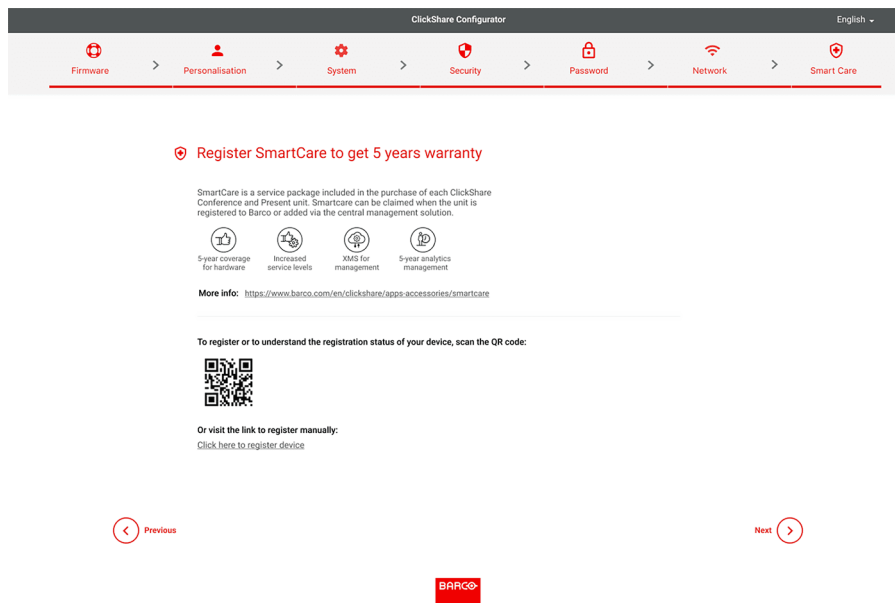 ClickShare Configurator
English
Firmware
Personalisation
System
Security
Password
Network
Smart Care
Register SmartCare to get 5 years warranty
SmartCare is a service package included in the purchase of each ClickShare
Conference and Present unit. Smartcare can be claimed when the unit is
registered to Barco or added via the central management solution.
5-year coverage
for hardware
Increased
service levels
XMS for
management
5-year analytics
management
More info: https://www.barco.com/en/clickshare/apps-accessories/smartcare
To register or to understand the registration status of your device, scan the QR code:
Or visit the link to register manually:
Click here to register device
Previous
Next
BARCO